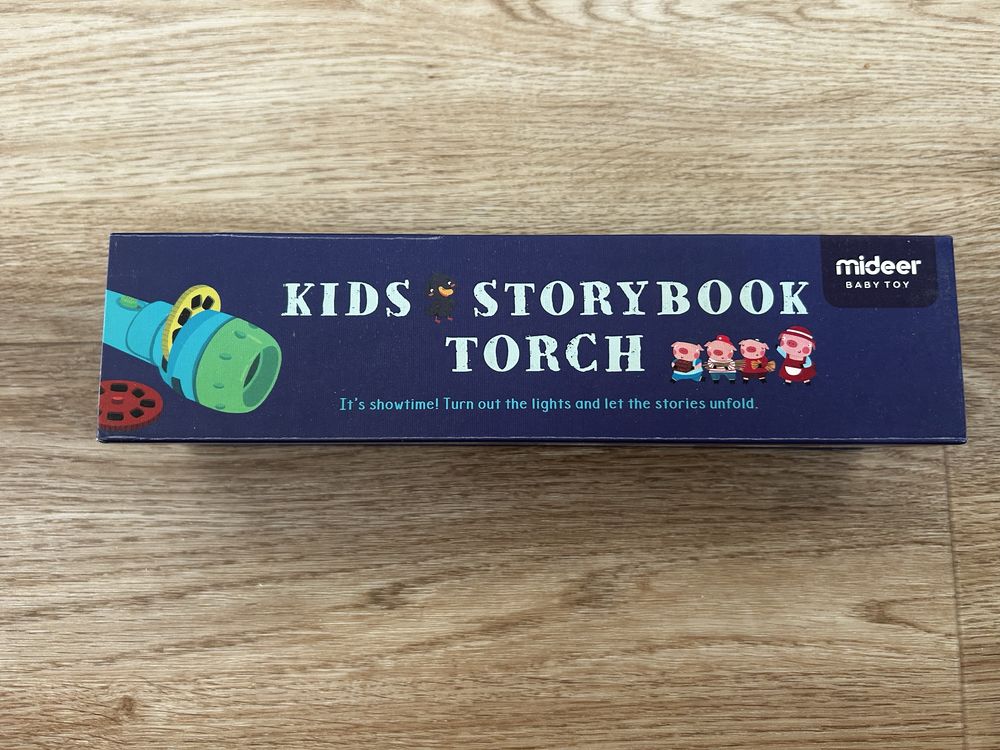 mideer
BABY TOY
KIDS STORYBOOK
TORCH
It's showtime! Turn out the lights and let the stories unfold.